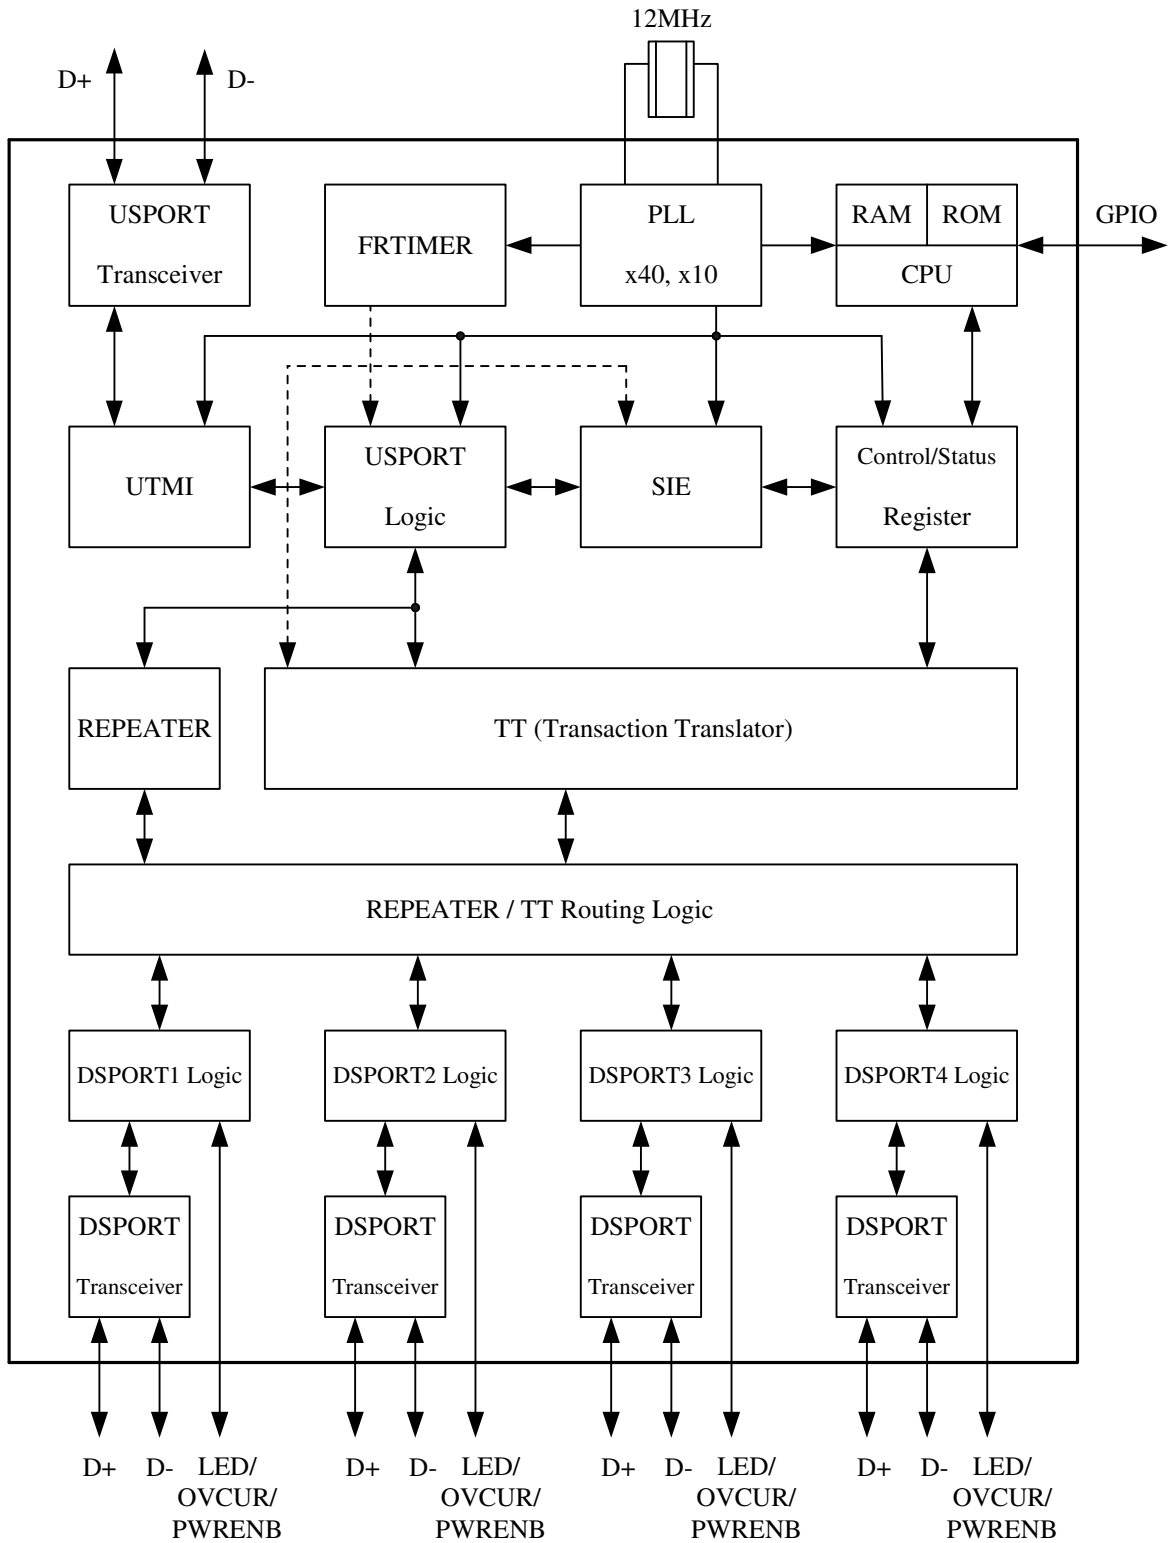 12MHz
D+
D-
USPORT
Transceiver
FRTIMER
PLL
x40, x10
RAM
ROM
CPU
GPIO
UTMI
USPORT
Logic
SIE
Control/Status
Register
REPEATER
TT (Transaction Translator)
REPEATER / TT Routing Logic
DSPORT1 Logic
DSPORT2 Logic
DSPORT3 Logic
DSPORT4 Logic
DSPORT
Transceiver
DSPORT
Transceiver
DSPORT
Transceiver
DSPORT
Transceiver
D+
D-
LED/
OVCUR/
PWRENB
D+
D-
LED/
OVCUR/
PWRENB
D+
D-
LED/
OVCUR/
PWRENB
D+
D-
LED/
OVCUR/
PWRENB